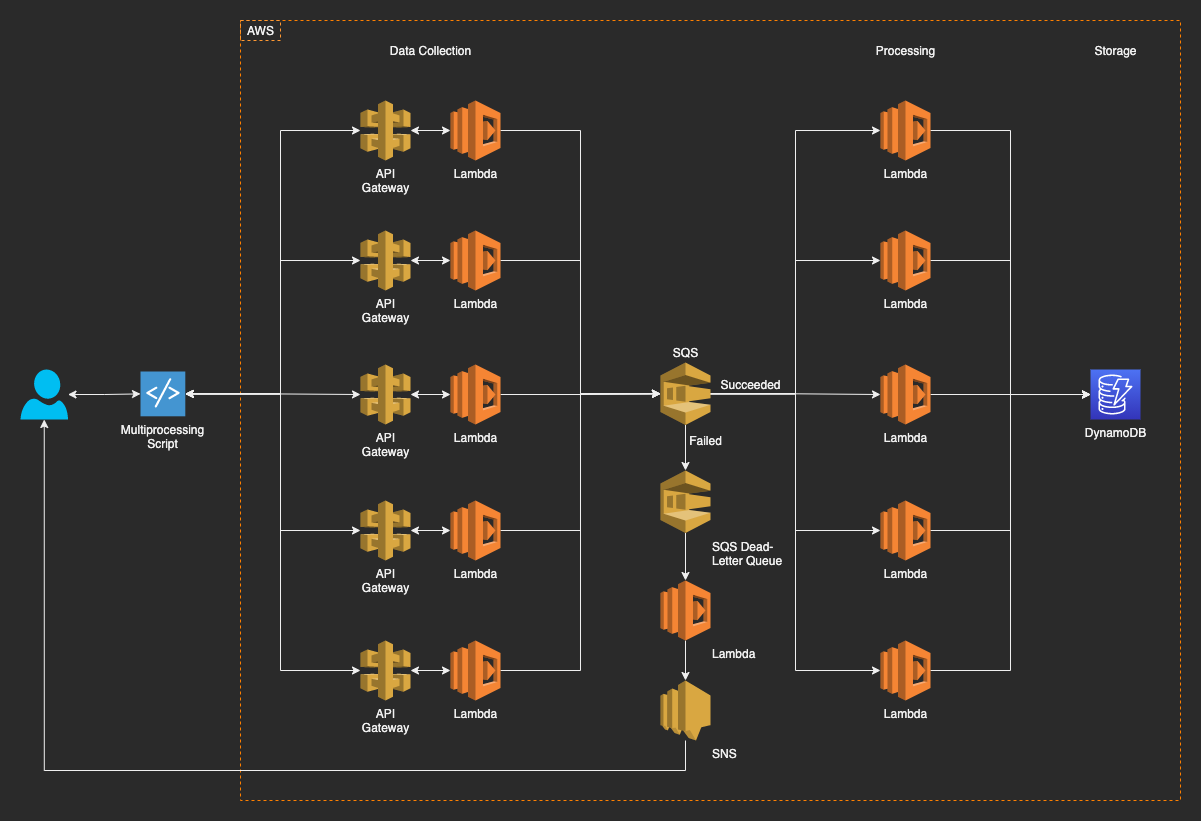 AWS
Data Collection
Processing
Storage
API
Gateway
Lambda
Lambda
API
Gateway
Lambda
Lambda
SQS
Succeeded
</>
Multiprocessing
Script
API
Gateway
Lambda
Failed
Lambda
DynamoDB
SQS Dead-
Letter Queue
API
Gateway
Lambda
Lambda
Lambda
API
Gateway
Lambda
SNS
Lambda